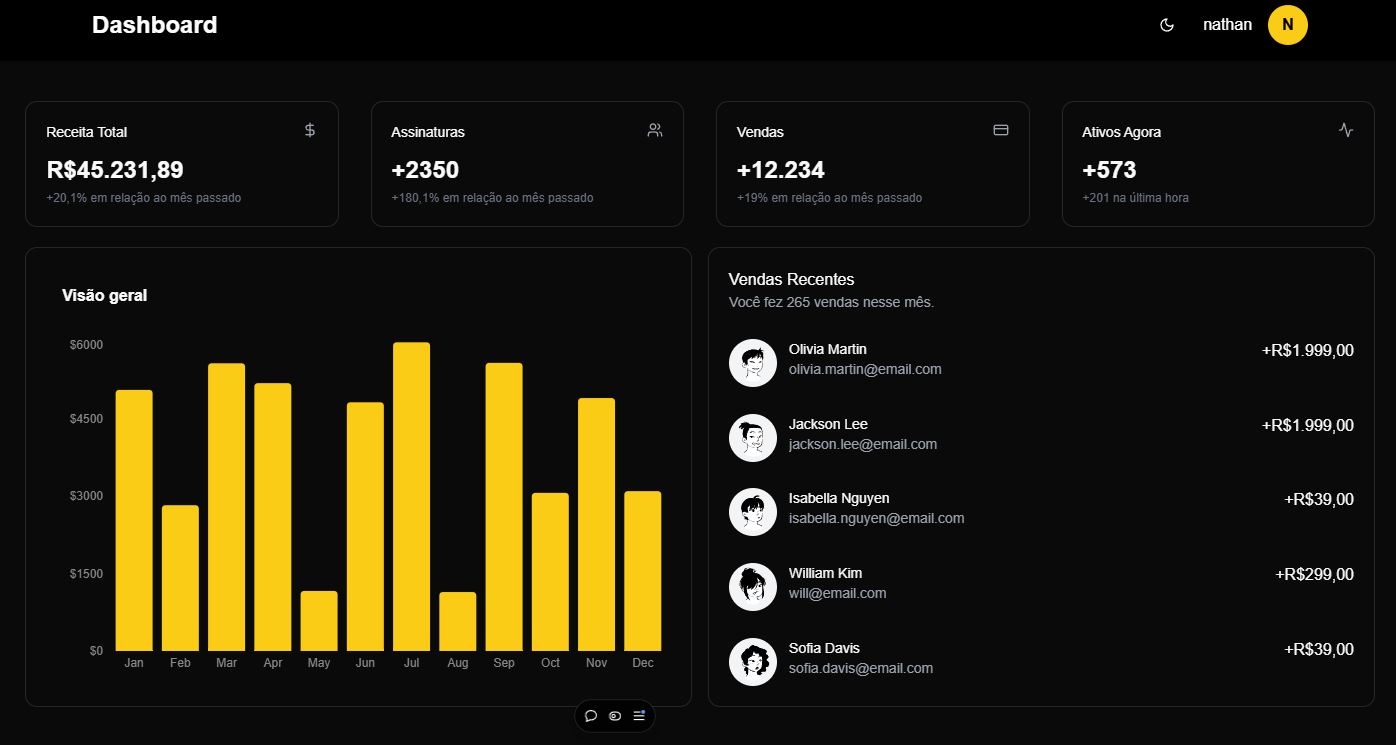 Dashboard
nathan
N
Receita Total
R$45.231,89
+20,1% em relação ao mês passado
Assinaturas
+2350
+180,1% em relação ao mês passado
Vendas
+12.234
+19% em relação ao mês passado
Ativos Agora
+573
+201 na última hora
Visão geral
$6000
$4500
$3000
$1500
$0
Jan Feb Mar Apr May Jun Jul Aug Sep Oct Nov Dec
Vendas Recentes
Você fez 265 vendas nesse mês.
Olivia Martin
olivia.martin@email.com
+R$1.999,00
Jackson Lee
jackson.lee@email.com
+R$1.999,00
Isabella Nguyen
isabella.nguyen@email.com
+R$39,00
William Kim
will@email.com
+R$299,00
Sofia Davis
sofia.davis@email.com
+R$39,00